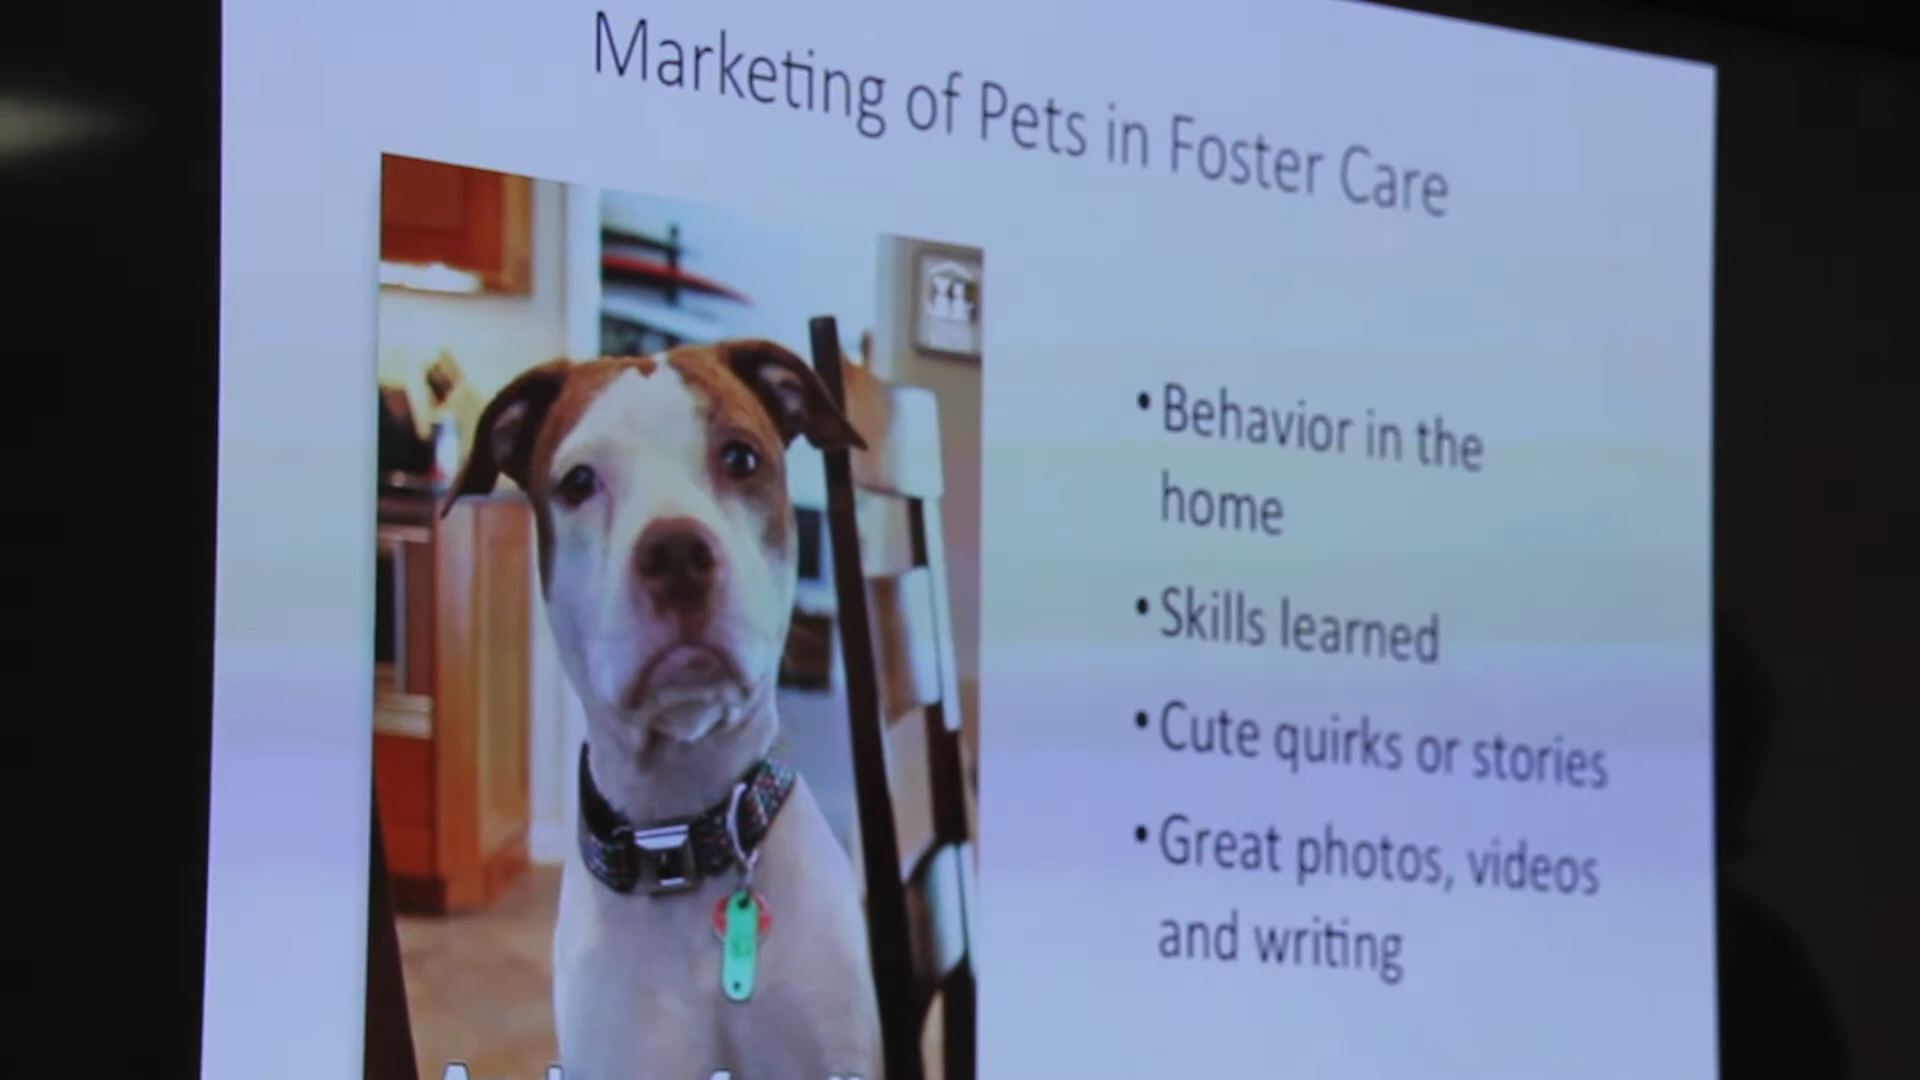 Marketing of Pets in Foster Care
• Behavior in the
home
• Skills learned
• Cute quirks or stories
• Great photos, videos
and writing